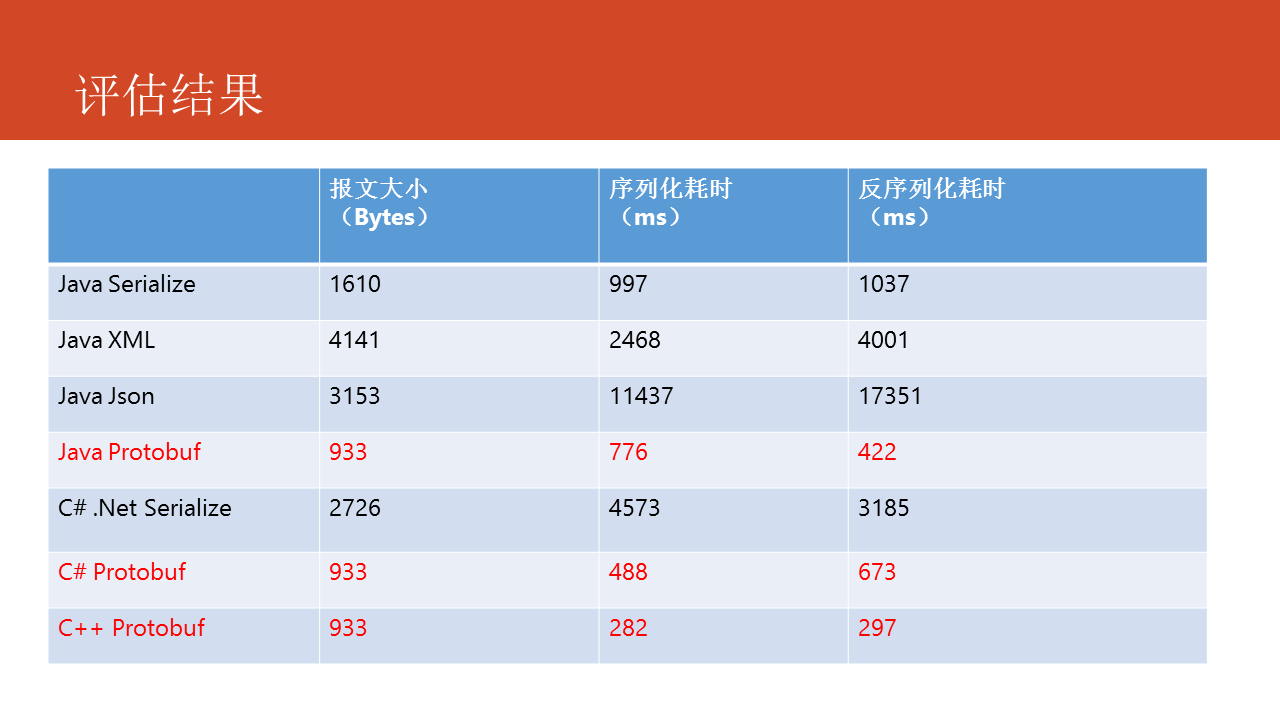 评估结果
报文大小 序列化耗时 反序列化耗时
（Bytes） （ms） （ms）
Java Serialize 1610 997 1037
Java XML 4141 2468 4001
Java Json 3153 11437 17351
Java Protobuf 933 776 422
C# .Net Serialize 2726 4573 3185
C# Protobuf 933 488 673
C++ Protobuf 933 282 297